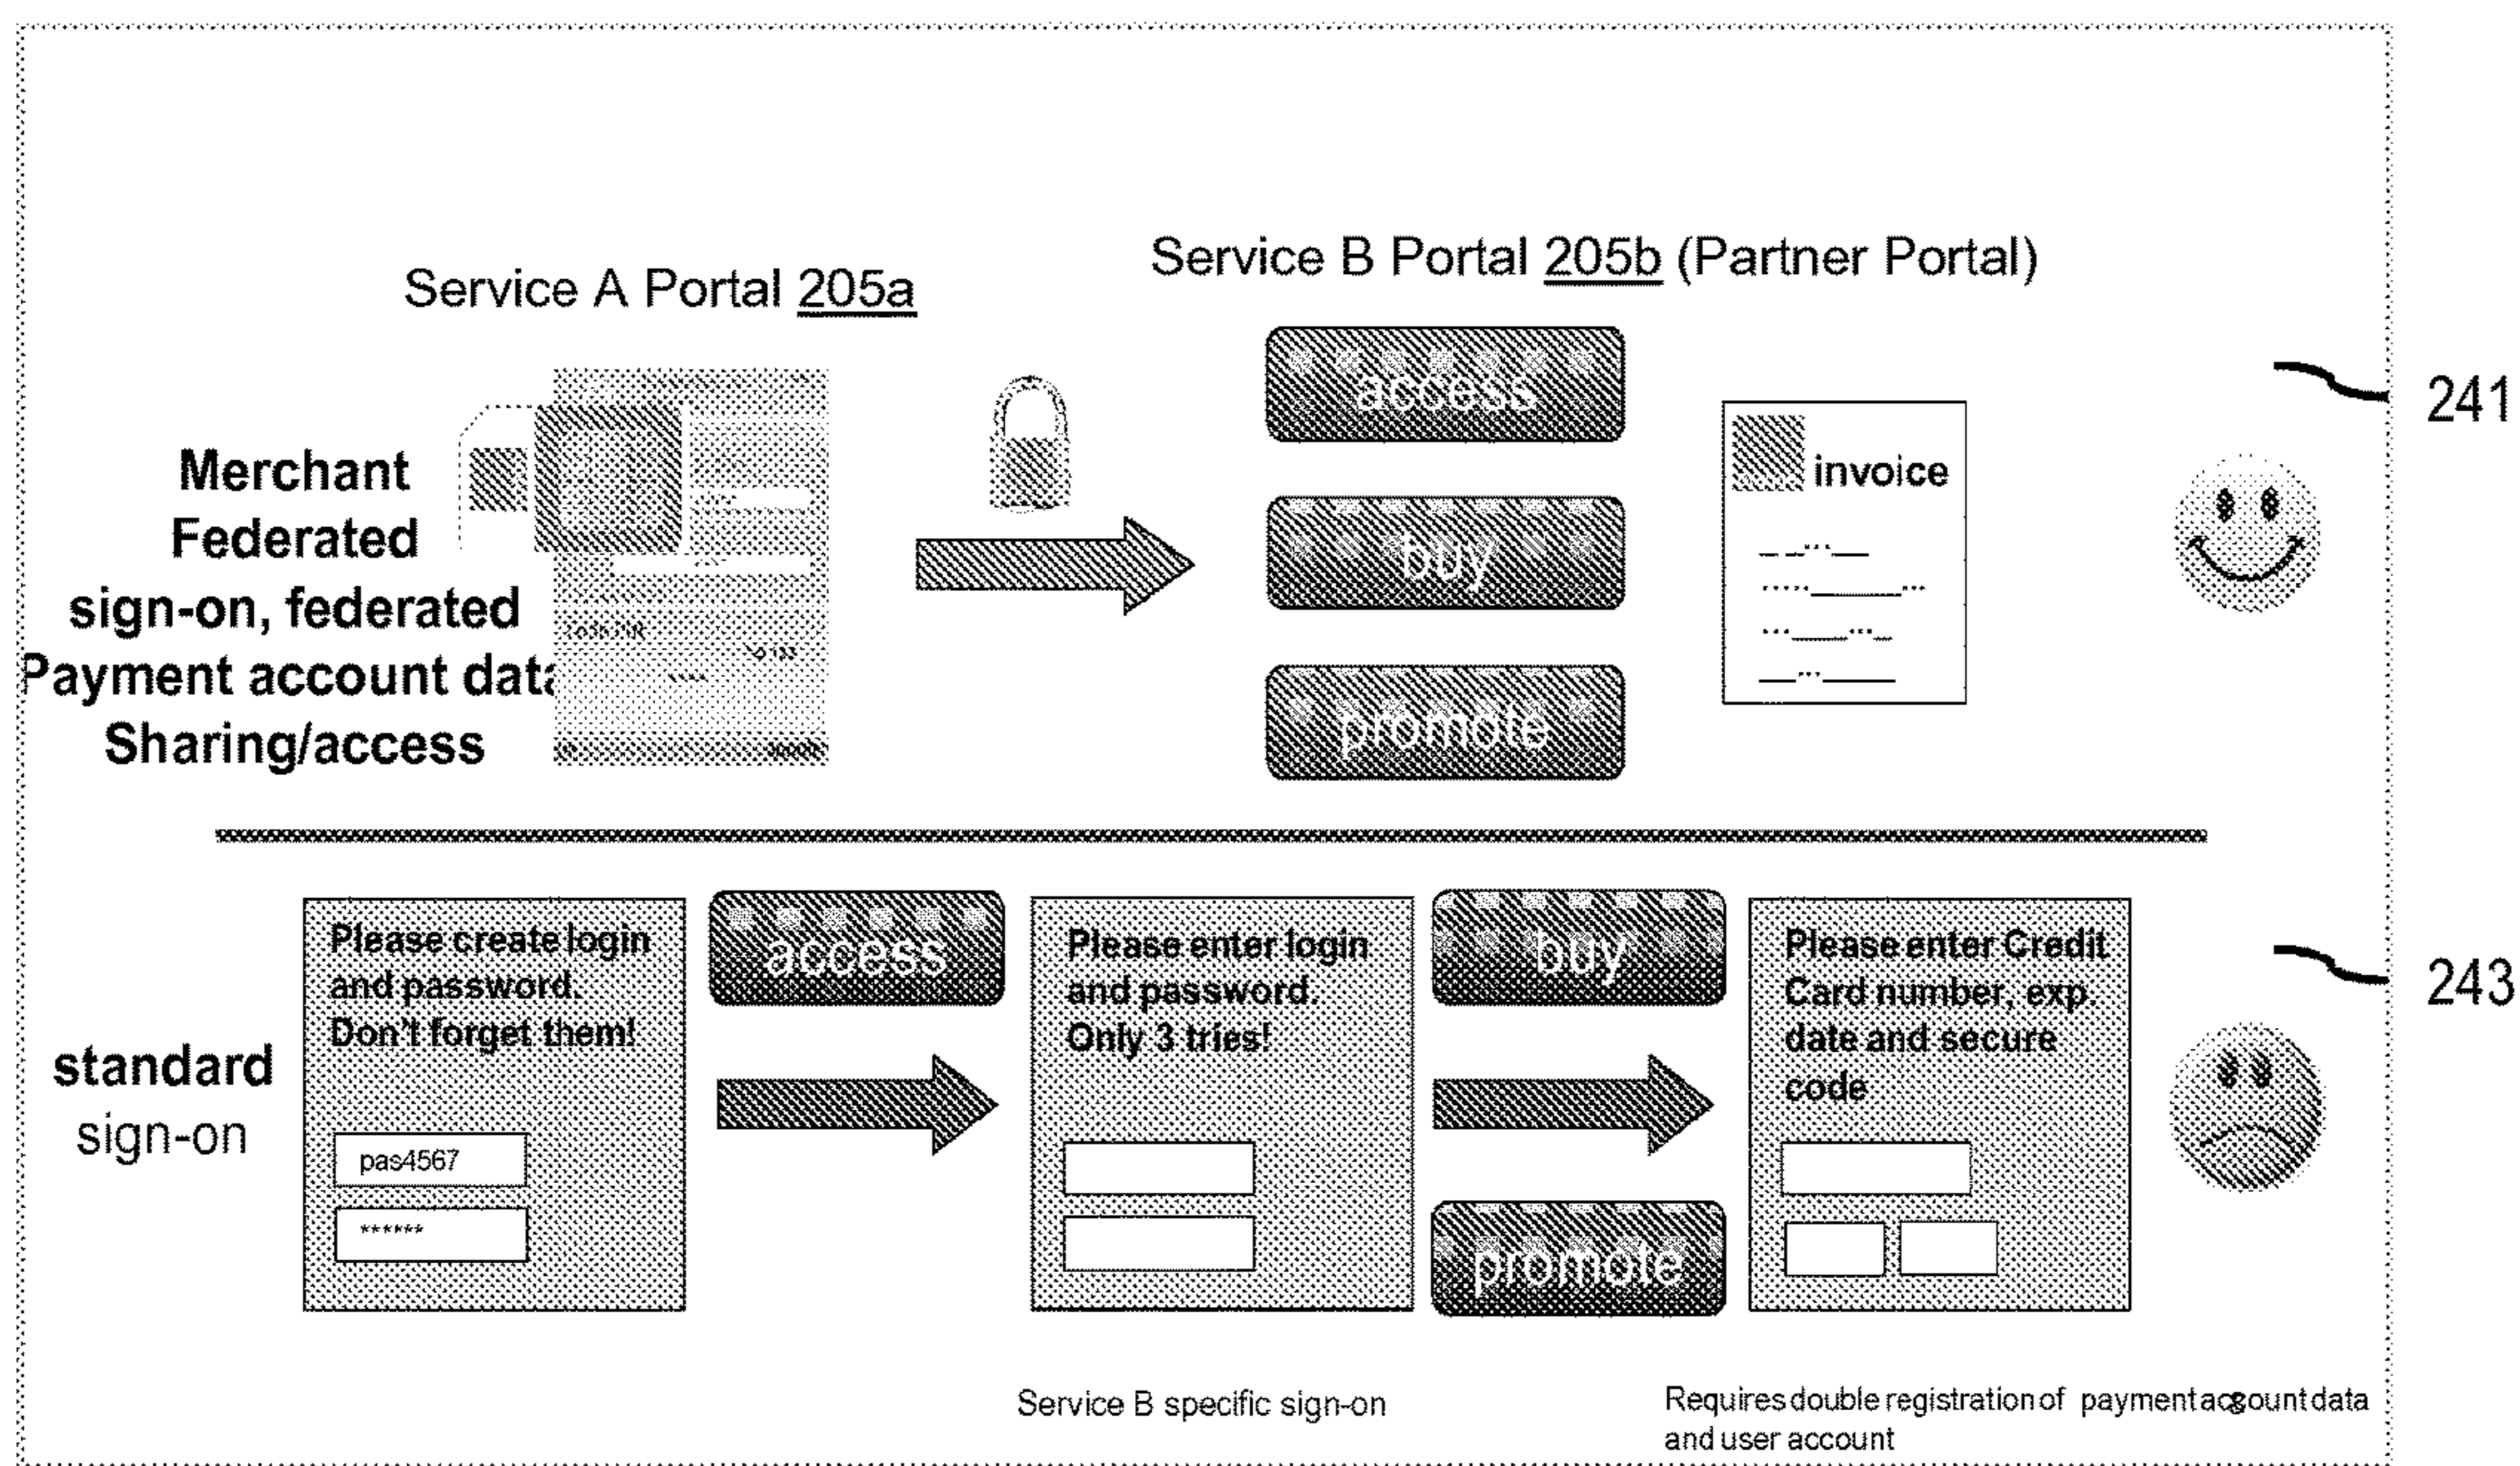 Service A Portal 205a
Service B Portal 205b (Partner Portal)
241
Merchant
Federated
sign-on, federated
Payment account data
Sharing/access
access
buy
promote
invoice
243
standard
sign-on
Please create login
and password.
Don't forget them!
pas4567
******
access
Please enter login
and password.
Only 3 tries!
buy
promote
Please enter Credit
Card number, exp.
date and secure
code
Service B specific sign-on
Requires double registration of payment account data
and user account